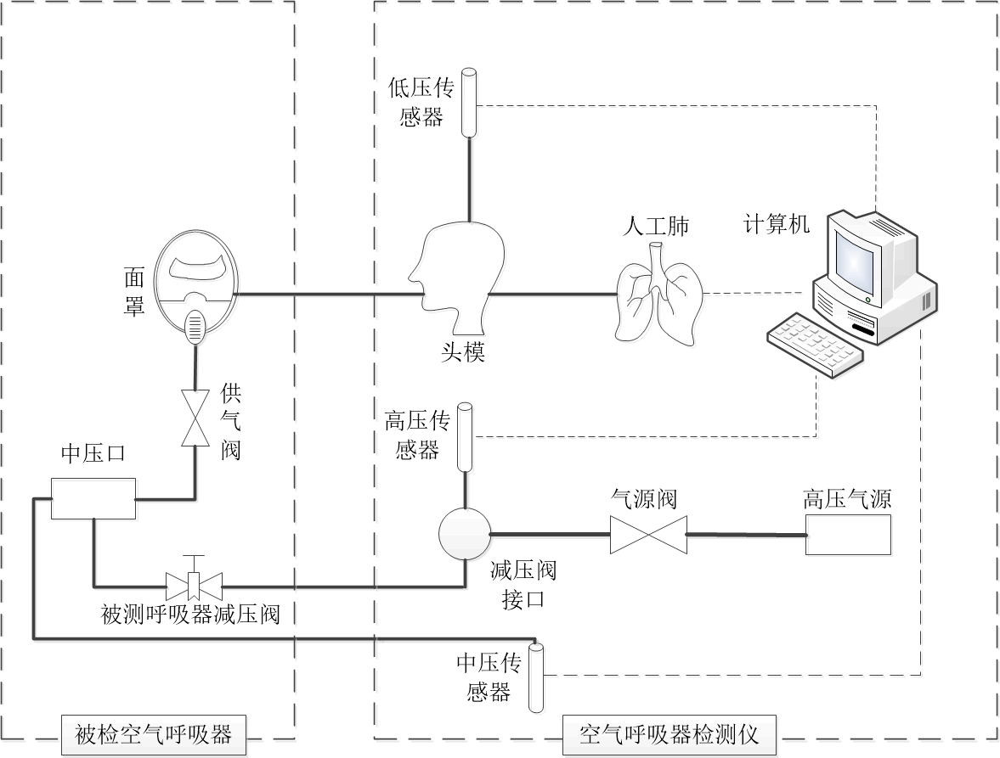 低压传
感器
人工肺
计算机
面
罩
头模
供
气
阀
高压传
感器
中压口
气源阀
高压气源
减压阀
接口
被测呼吸器减压阀
中压传
感器
被检空气呼吸器
空气呼吸器检测仪